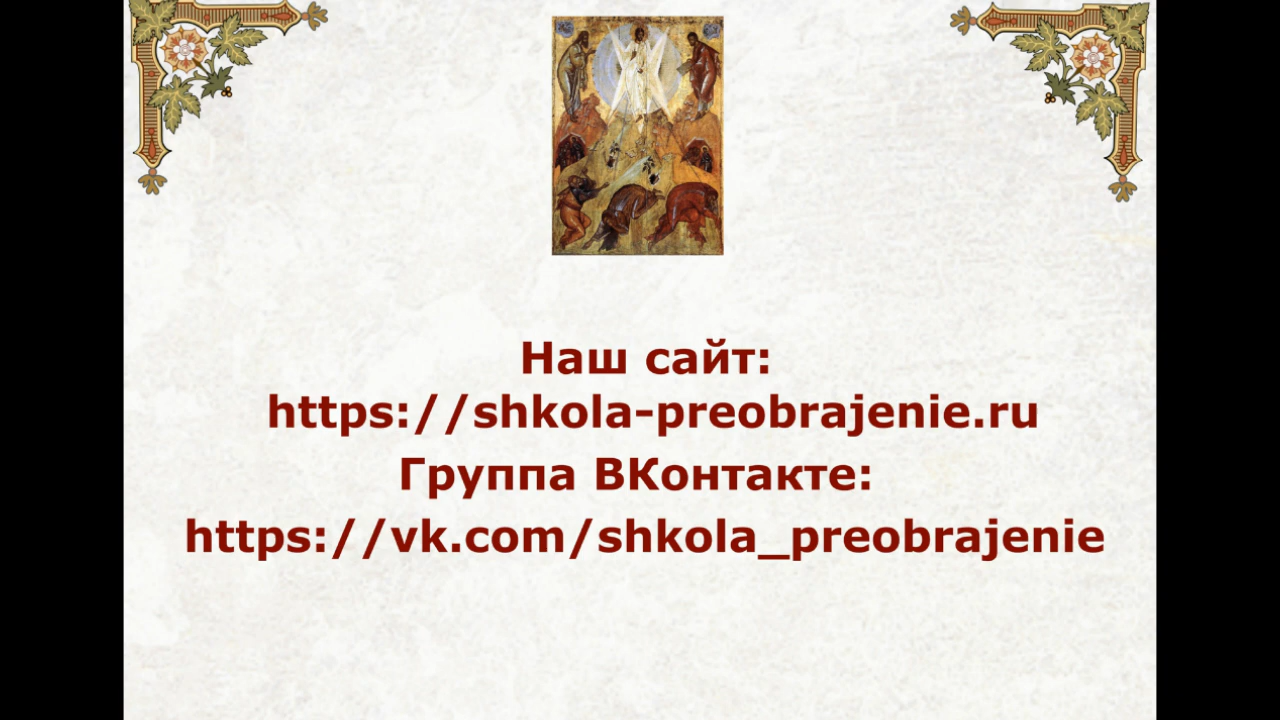 Наш сайт:
https://shkola-preobrajenie.ru
Группа ВКонтакте:
https://vk.com/shkola_preobrajenie